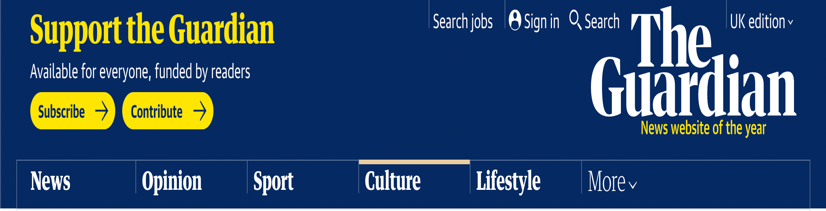 Support the Guardian
Available for everyone, funded by readers
Subscribe
Contribute
Search jobs
Sign in
Search
UK edition
The
Guardian
News website of the year
News
Opinion
Sport
Culture
Lifestyle
More